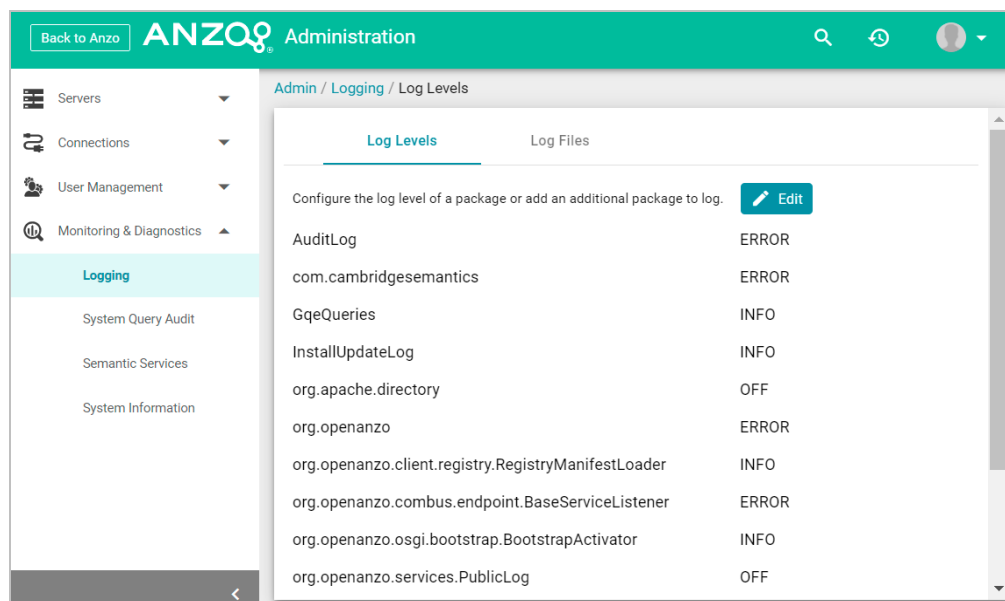 Back to Anzo ANZO Administration
Admin / Logging / Log Levels
Servers
Connections
User Management
Monitoring & Diagnostics
Logging
System Query Audit
Semantic Services
System Information
Log Levels Log Files
Configure the log level of a package or add an additional package to log. Edit
AuditLog ERROR
com.cambridgesemantics ERROR
GqeQueries INFO
InstallUpdateLog INFO
org.apache.directory OFF
org.openanzo ERROR
org.openanzo.client.registry.RegistryManifestLoader INFO
org.openanzo.combus.endpoint.BaseServiceListener ERROR
org.openanzo.osgi.bootstrap.BootstrapActivator INFO
org.openanzo.services.PublicLog OFF